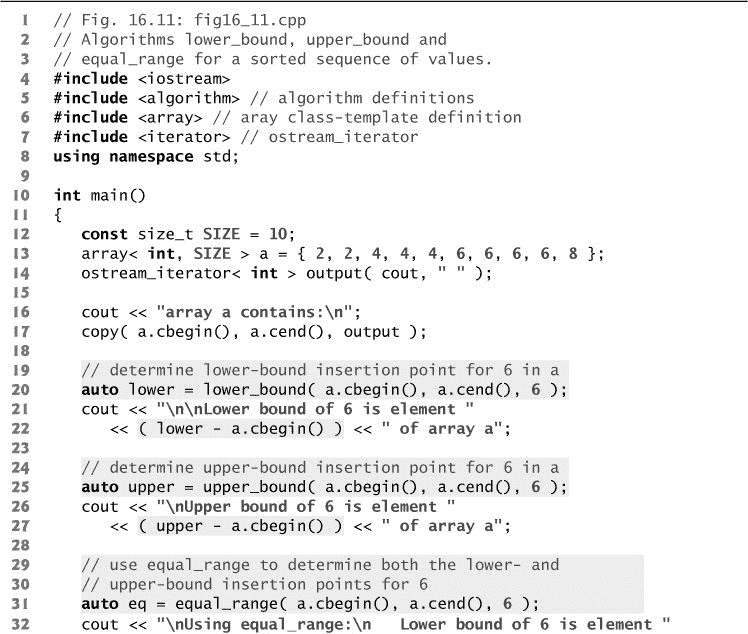 1 // Fig. 16.11: fig16_11.cpp
2 // Algorithms lower_bound, upper_bound and
3 // equal_range for a sorted sequence of values.
4 #include <iostream>
5 #include <algorithm> // algorithm definitions
6 #include <array> // aray class-template definition
7 #include <iterator> // ostream_iterator
8 using namespace std;
9
10 int main()
11 {
12    const size_t SIZE = 10;
13    array< int, SIZE > a = { 2, 2, 4, 4, 4, 6, 6, 6, 6, 8 };
14    ostream_iterator< int > output( cout, " " );
15
16    cout << "array a contains:\n";
17    copy( a.cbegin(), a.cend(), output );
18
19    // determine lower-bound insertion point for 6 in a
20    auto lower = lower_bound( a.cbegin(), a.cend(), 6 );
21    cout << "\n\nLower bound of 6 is element "
22       << ( lower - a.cbegin() ) << " of array a";
23
24    // determine upper-bound insertion point for 6 in a
25    auto upper = upper_bound( a.cbegin(), a.cend(), 6 );
26    cout << "\nUpper bound of 6 is element "
27       << ( upper - a.cbegin() ) << " of array a";
28
29    // use equal_range to determine both the lower- and
30    // upper-bound insertion points for 6
31    auto eq = equal_range( a.cbegin(), a.cend(), 6 );
32    cout << "\nUsing equal_range:\n   Lower bound of 6 is element "